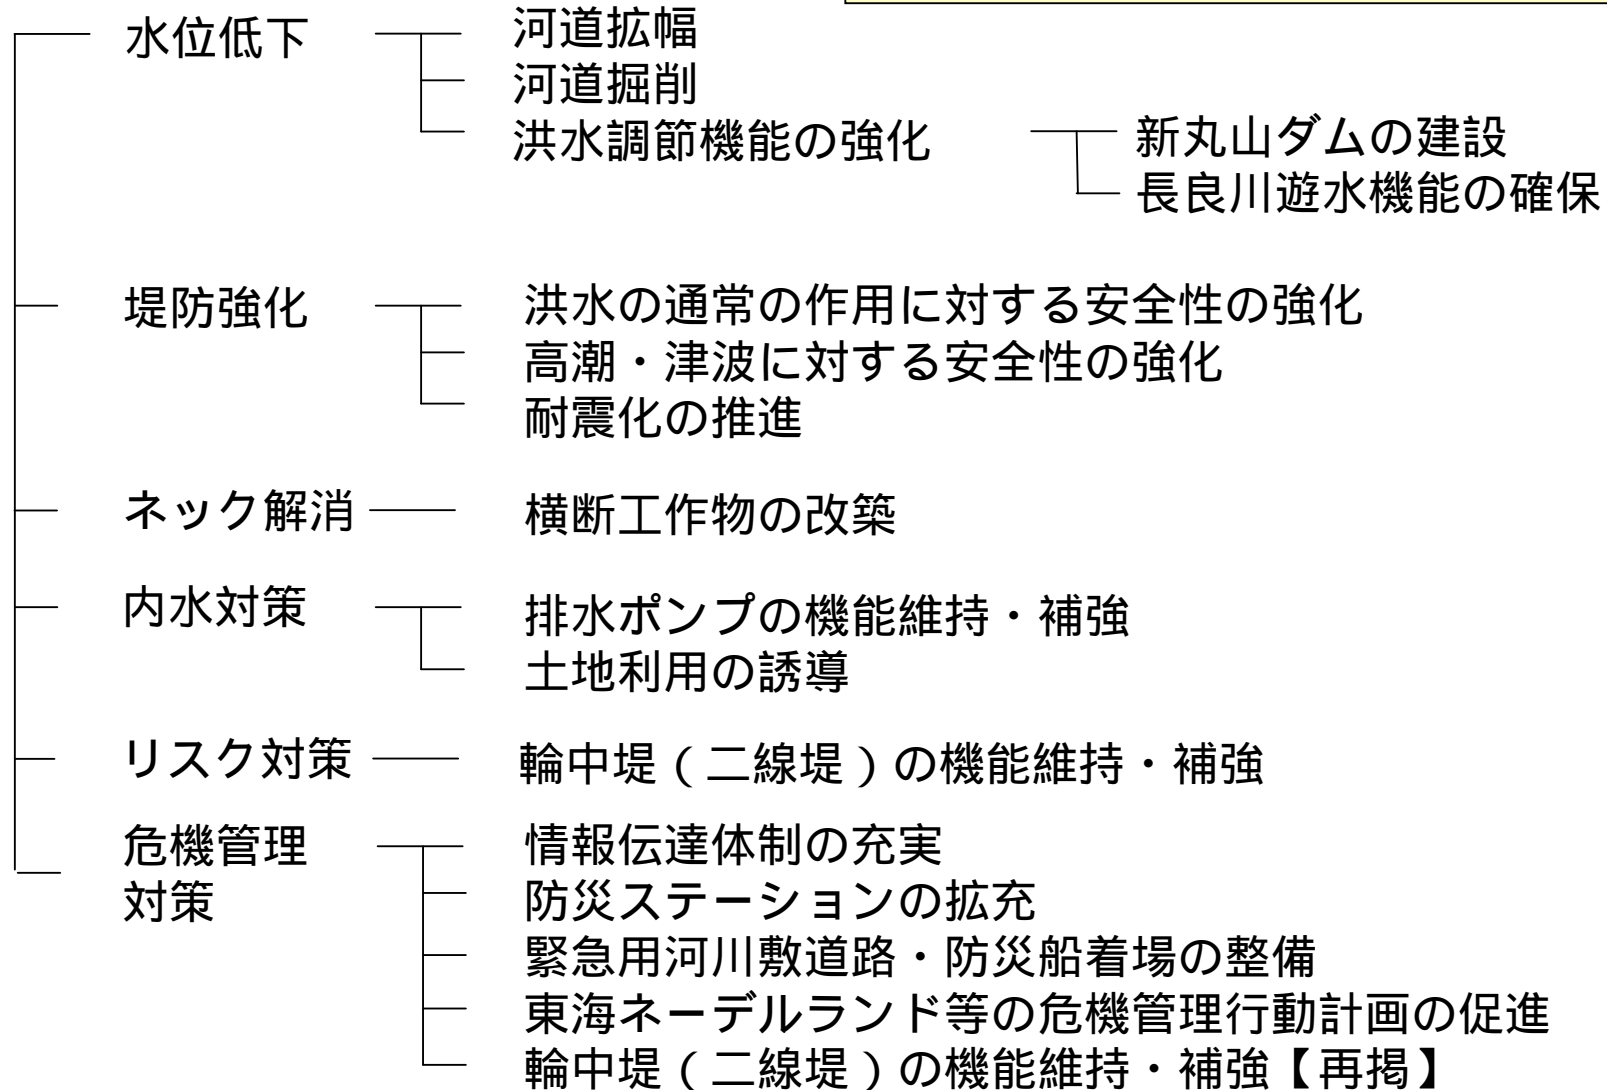 水位低下
河道拡幅
河道掘削
洪水調節機能の強化
新丸山ダムの建設
長良川遊水機能の確保
堤防強化
洪水の通常の作用に対する安全性の強化
高潮・津波に対する安全性の強化
耐震化の推進
ネック解消
横断工作物の改築
内水対策
排水ポンプの機能維持・補強
土地利用の誘導
リスク対策
輪中堤(二線堤)の機能維持・補強
危機管理
対策
情報伝達体制の充実
防災ステーションの拡充
緊急用河川敷道路・防災船着場の整備
東海ネーデルランド等の危機管理行動計画の促進
輪中堤(二線堤)の機能維持・補強【再掲】